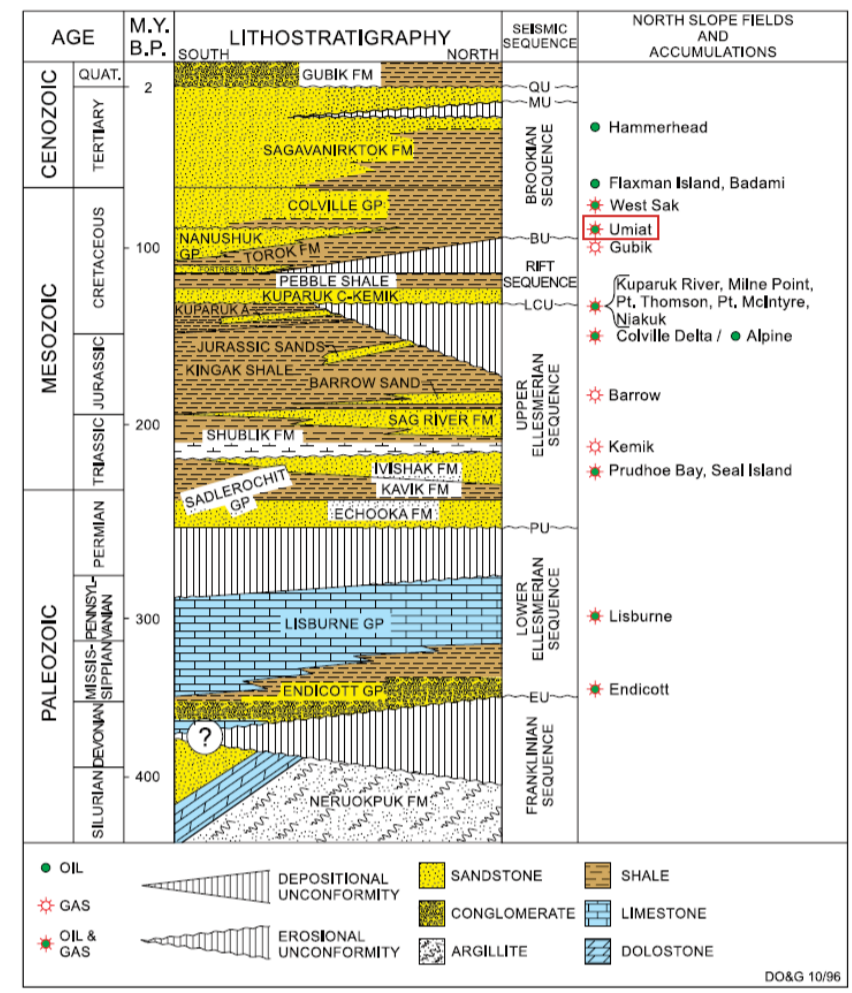 AGE
M.Y.
B.P.
LITHOSTRATIGRAPHY
SOUTH
NORTH
SEISMIC
SEQUENCE
NORTH SLOPE FIELDS
AND
ACCUMULATIONS
CENOZOIC
QUAT.
TERTIARY
MESOZOIC
CRETACEOUS
JURASSIC
TRIASSIC
PALEOZOIC
PERMIAN
PENNSYL-
VANIAN
MISSIS-
SIPPIAN
DEVONIAN
SILURIAN
2
100
200
300
400
GUBIK FM
SAGAVANIRKTOK FM
COLVILLE GP
NANUSHUK
GP
TOROK FM
FORTRESS MTN
PEBBLE SHALE
KUPARUK C-KEMIK
KUPARUK A
JURASSIC SANDS
KINGAK SHALE
BARROW SAND
SAG RIVER FM
SHUBLIK FM
IVISHAK FM
SADLEROCHIT
GP
KAVIK FM
ECHOOKA FM
LISBURNE GP
ENDICOTT GP
?
NERUOKPUK FM
QU
MU
BROOKIAN
SEQUENCE
BU
RIFT
SEQUENCE
LCU
UPPER
ELLESMERIAN
SEQUENCE
PU
LOWER
ELLESMERIAN
SEQUENCE
EU
FRANKLINIAN
SEQUENCE
Hammerhead
Flaxman Island, Badami
West Sak
Umiat
Gubik
Kuparuk River, Milne Point,
Pt. Thomson, Pt. McIntyre,
Niakuk
Colville Delta / Alpine
Barrow
Kemik
Prudhoe Bay, Seal Island
Lisburne
Endicott
OIL
GAS
OIL &
GAS
DEPOSITIONAL
UNCONFORMITY
EROSIONAL
UNCONFORMITY
SANDSTONE
CONGLOMERATE
ARGILLITE
SHALE
LIMESTONE
DOLOSTONE
DO&G 10/96